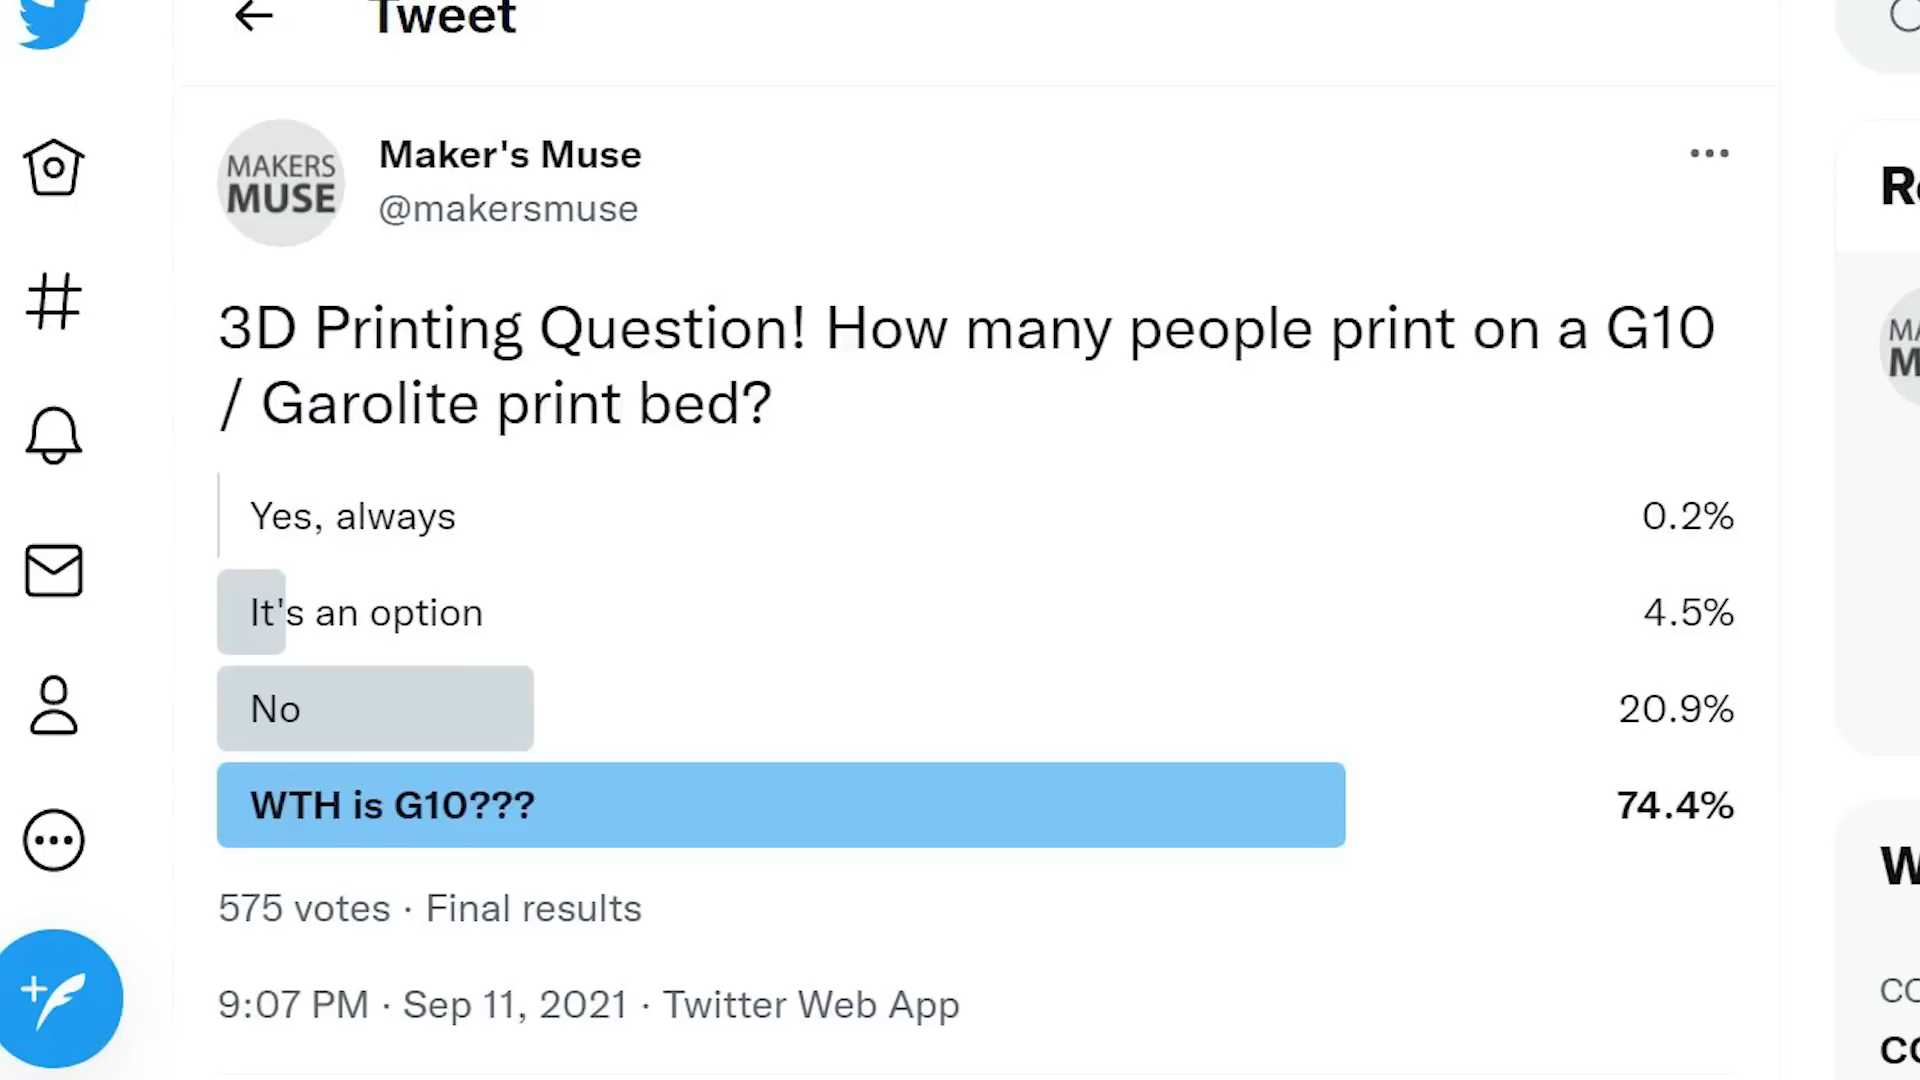 Tweet
MAKERS
MUSE
Maker's Muse
@makersmuse
3D Printing Question! How many people print on a G10
/ Garolite print bed?
Yes, always 0.2%
It's an option 4.5%
No 20.9%
WTH is G10??? 74.4%
575 votes · Final results
9:07 PM · Sep 11, 2021 · Twitter Web App